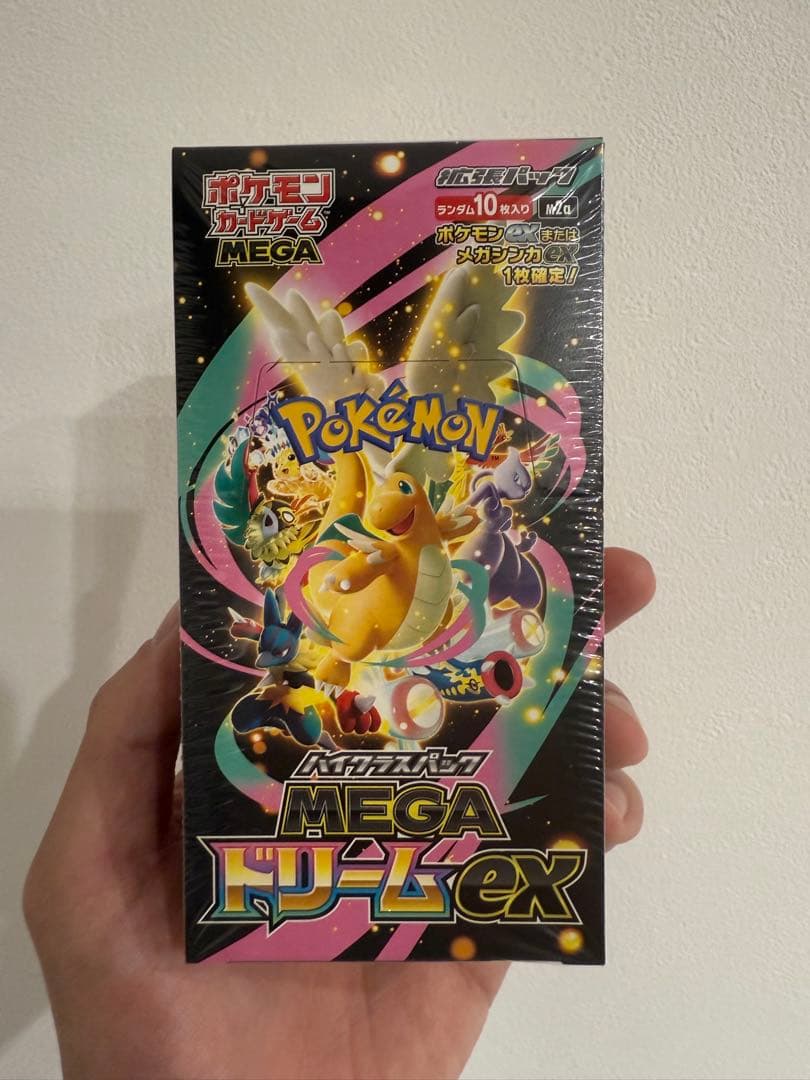 ポケモン
カードゲーム
MEGA
拡張パック
ランダム10枚入り M2a
ポケモンexまたは
メガシンカex
1枚確定!
POKéMON
TM
ハイクラスパック
MEGA
ドリームex